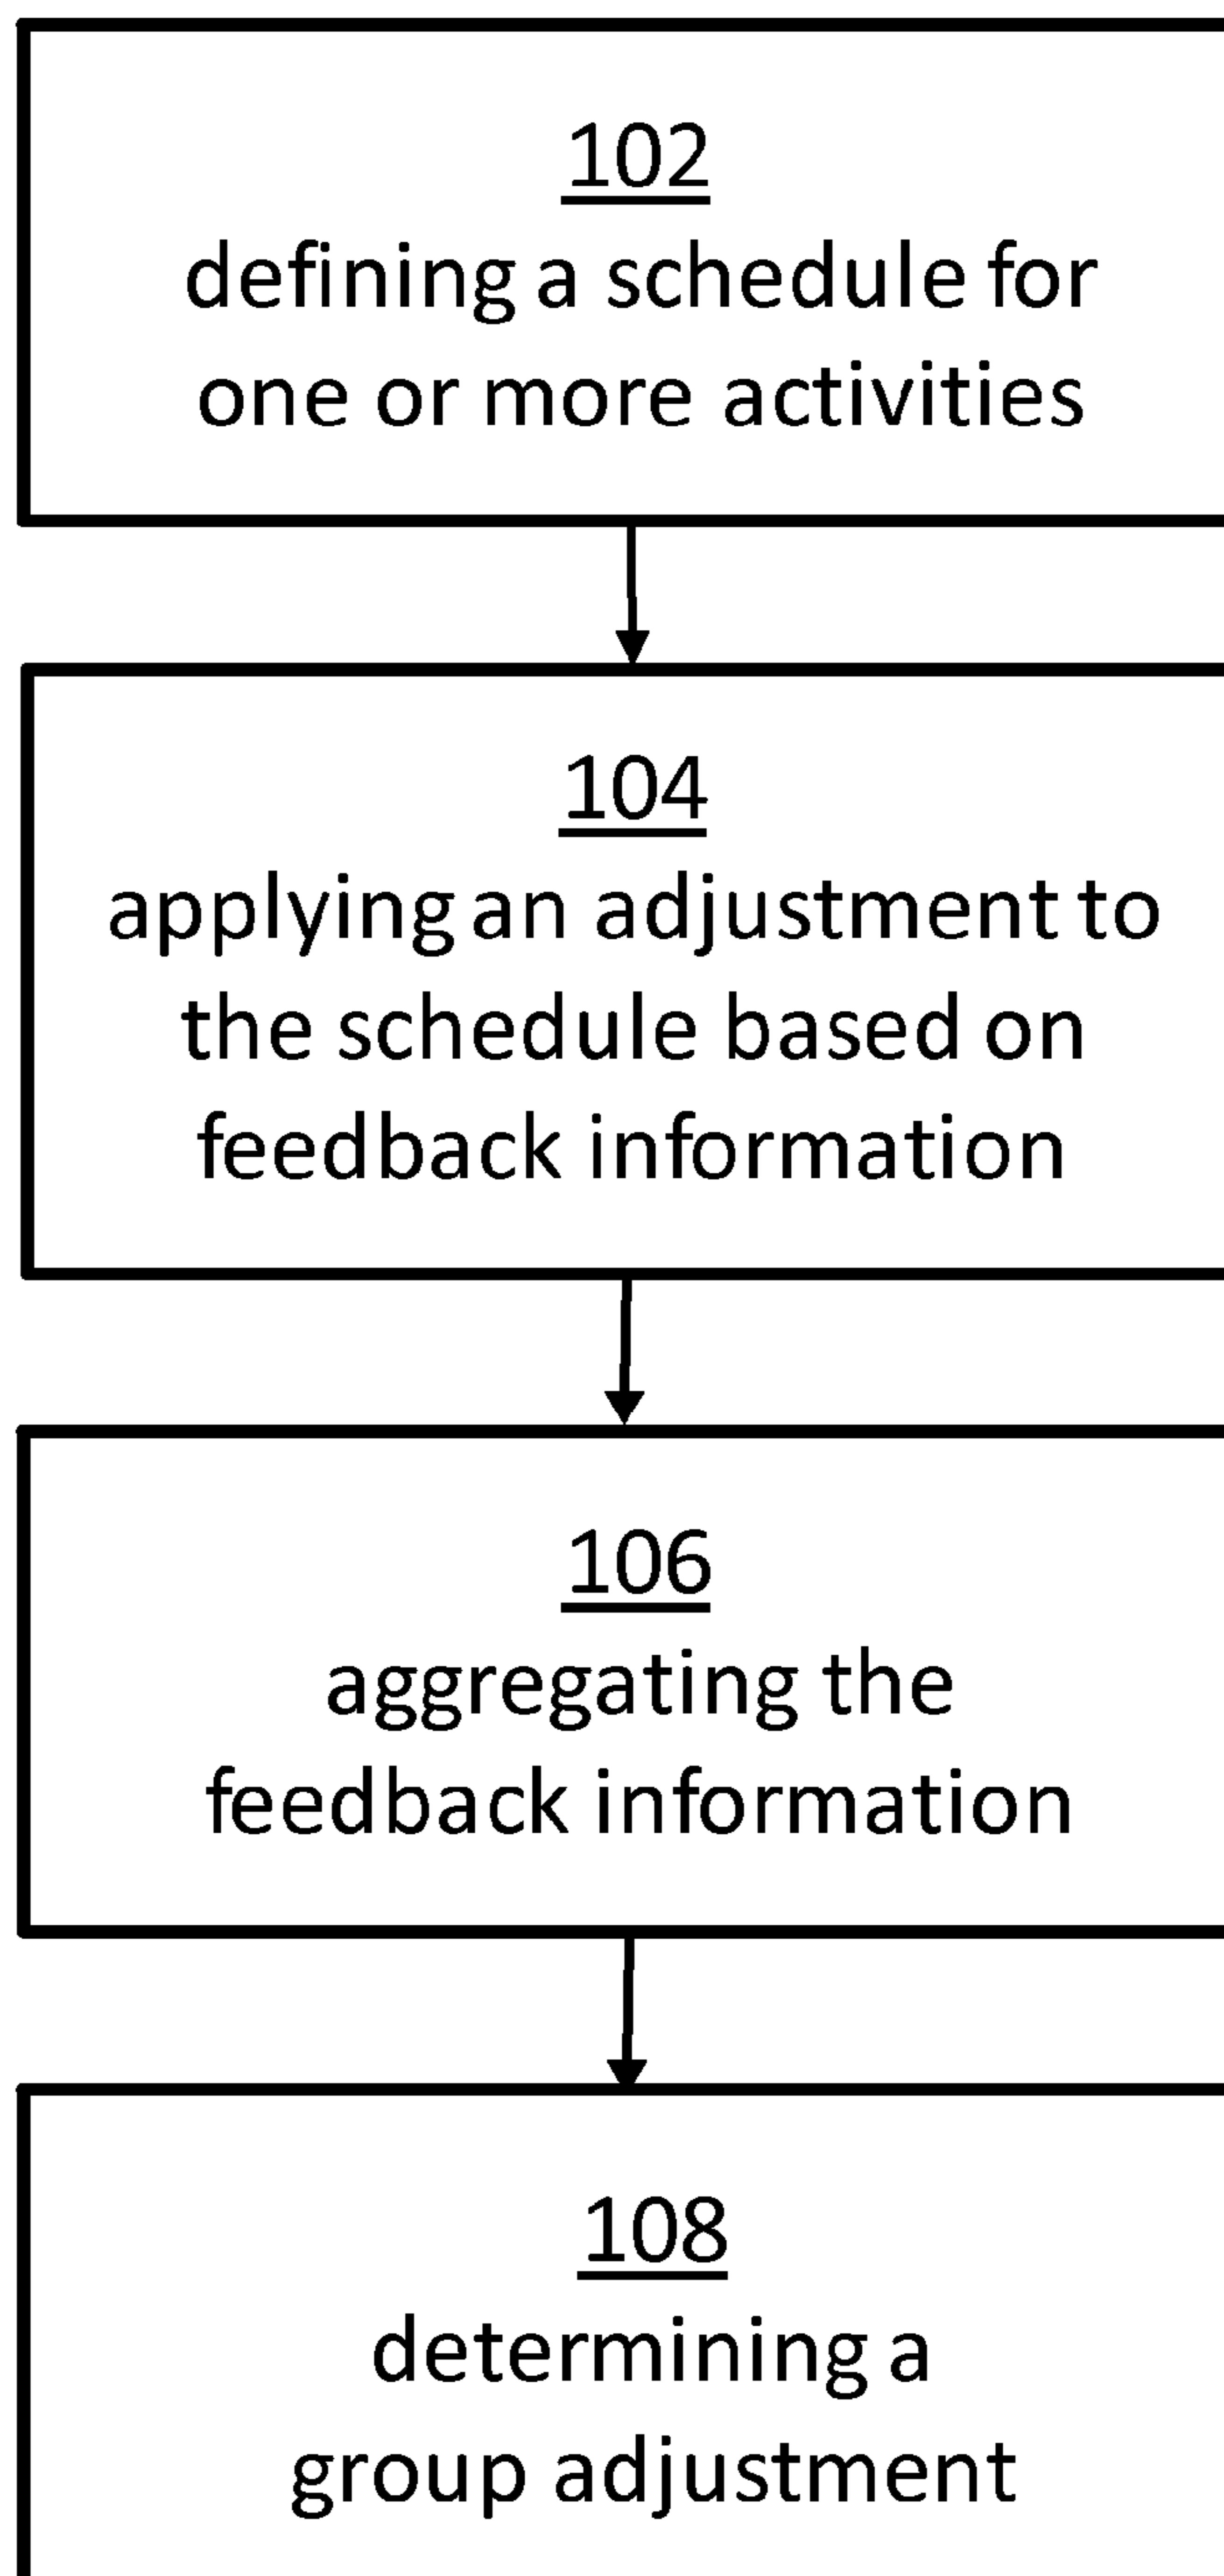 102
defining a schedule for
one or more activities
104
applying an adjustment to
the schedule based on
feedback information
106
aggregating the
feedback information
108
determining a
group adjustment